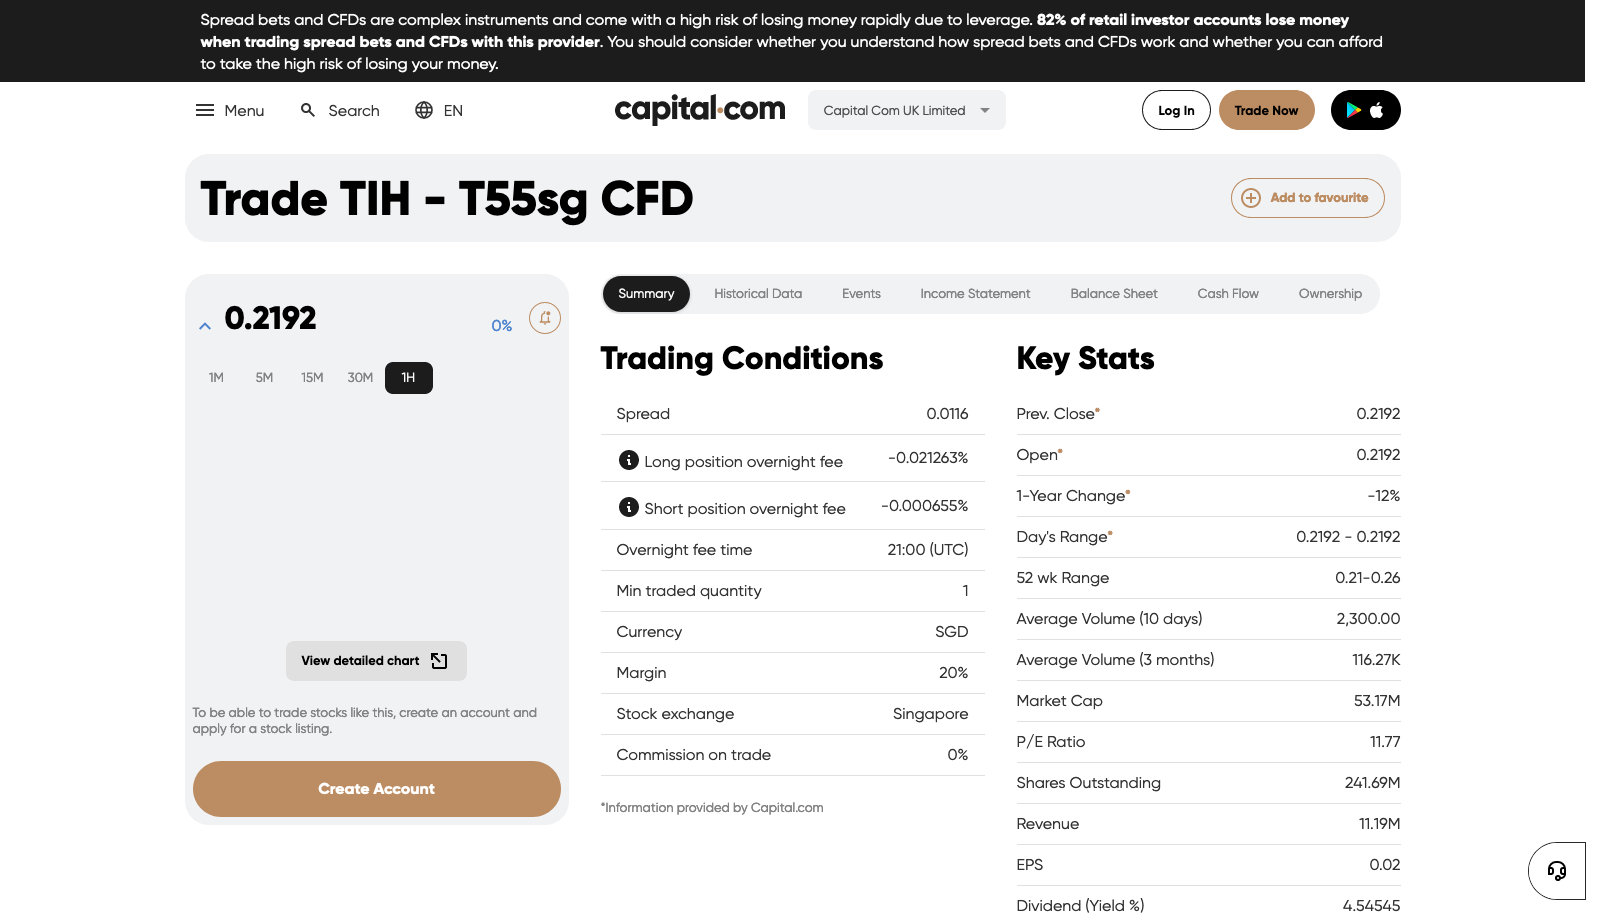 Spread bets and CFDs are complex instruments and come with a high risk of losing money rapidly due to leverage. 82% of retail investor accounts lose money
when trading spread bets and CFDs with this provider. You should consider whether you understand how spread bets and CFDs work and whether you can afford
to take the high risk of losing your money.
Menu Search EN capital.com Capital Com UK Limited Log In Trade Now
Trade TIH - T55sg CFD
Add to favourite
0.2192 0%
1M 5M 15M 30M 1H
View detailed chart
To be able to trade stocks like this, create an account and
apply for a stock listing.
Create Account
Summary Historical Data Events Income Statement Balance Sheet Cash Flow Ownership
Trading Conditions
Spread 0.0116
Long position overnight fee -0.021263%
Short position overnight fee -0.000655%
Overnight fee time 21:00 (UTC)
Min traded quantity 1
Currency SGD
Margin 20%
Stock exchange Singapore
Commission on trade 0%
*Information provided by Capital.com
Key Stats
Prev. Close* 0.2192
Open* 0.2192
1-Year Change* -12%
Day's Range* 0.2192 - 0.2192
52 wk Range 0.21-0.26
Average Volume (10 days) 2,300.00
Average Volume (3 months) 116.27K
Market Cap 53.17M
P/E Ratio 11.77
Shares Outstanding 241.69M
Revenue 11.19M
EPS 0.02
Dividend (Yield %) 4.54545